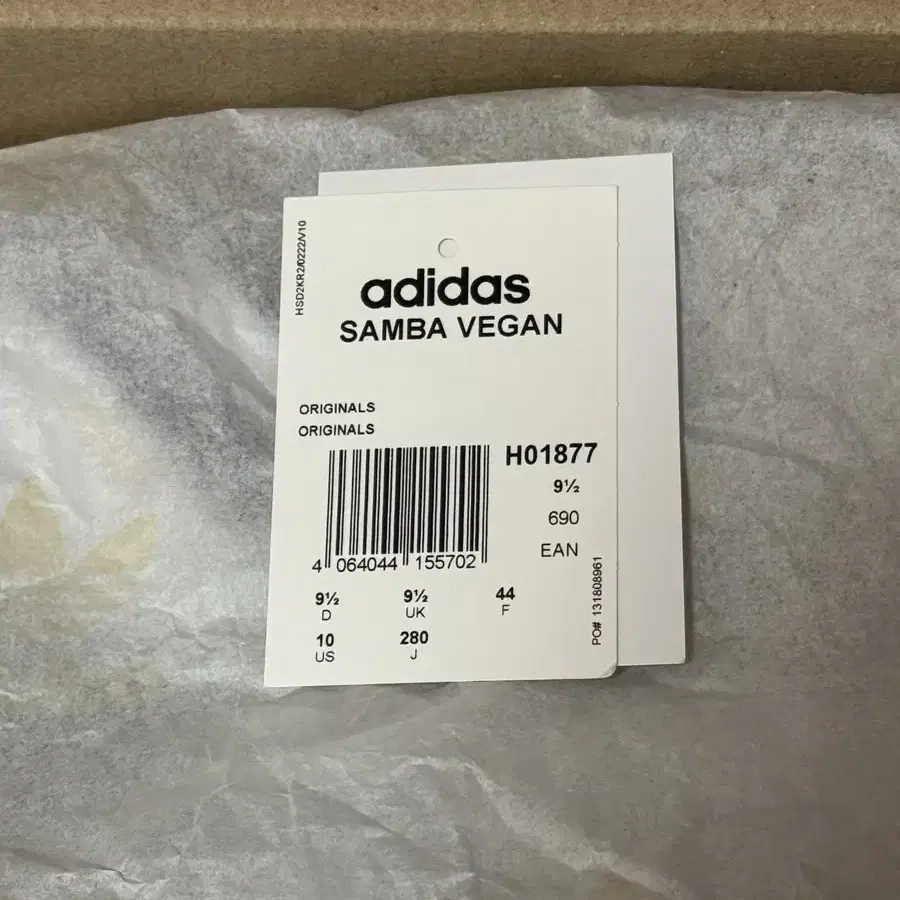 HSD2KR2/0222/V10
adidas
SAMBA VEGAN
ORIGINALS
ORIGINALS
H01877
9½
690
EAN
4 064044 155702
9½ 9½ 44
D UK F
10 280
US J
PO# 131808961